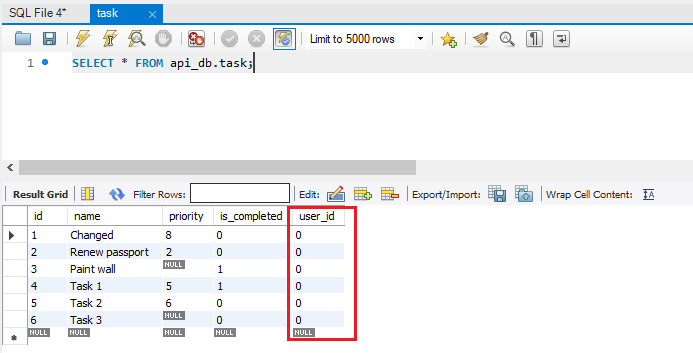 SQL File 4* task ×
Limit to 5000 rows
1 SELECT * FROM api_db.task;
Result Grid Filter Rows: Edit: Export/Import: Wrap Cell Content:
id name priority is_completed user_id
1 Changed 8 0 0
2 Renew passport 2 0 0
3 Paint wall NULL 1 0
4 Task 1 5 1 0
5 Task 2 6 0 0
6 Task 3 NULL 0 0
NULL NULL NULL NULL NULL